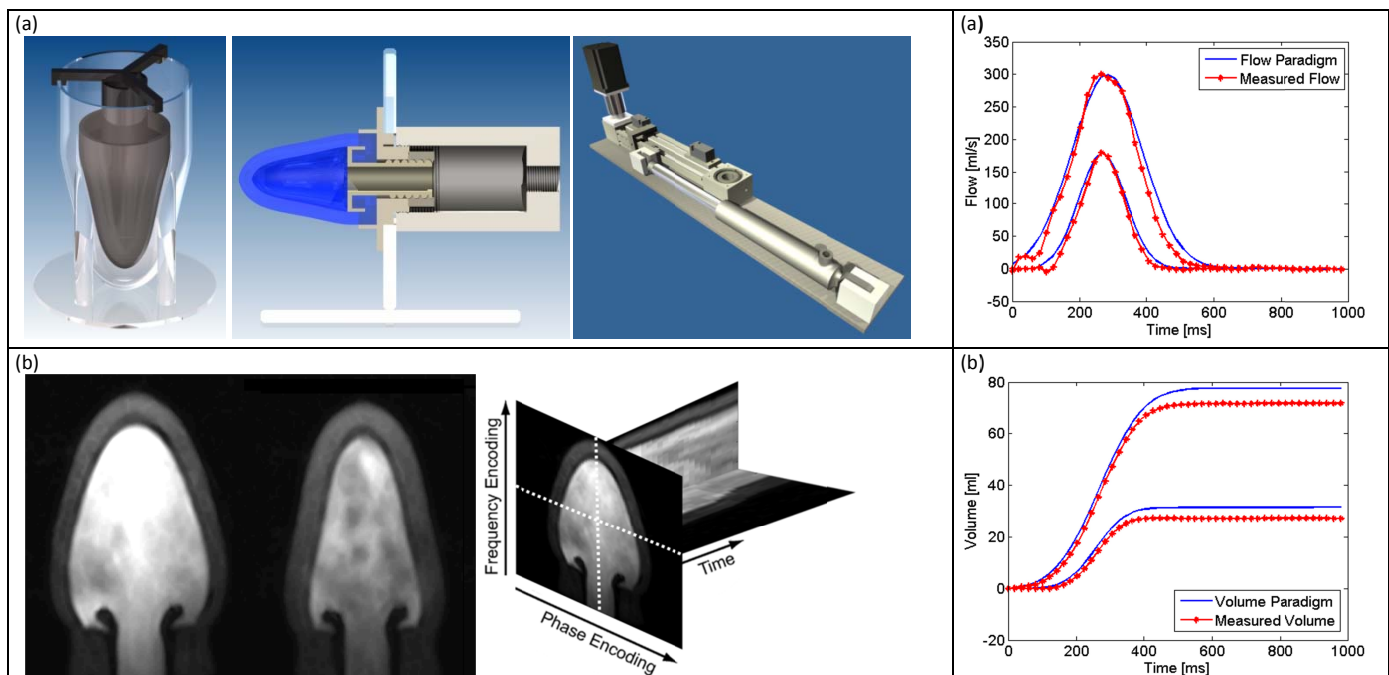 (a)
(b)
Frequency Encoding
Phase Encoding
Time
(a)
350
300
250
200
150
100
50
0
-50
Flow [ml/s]
Flow Paradigm
Measured Flow
0 200 400 600 800 1000
Time [ms]
(b)
80
60
40
20
0
-20
Volume [ml]
Volume Paradigm
Measured Volume
0 200 400 600 800 1000
Time [ms]